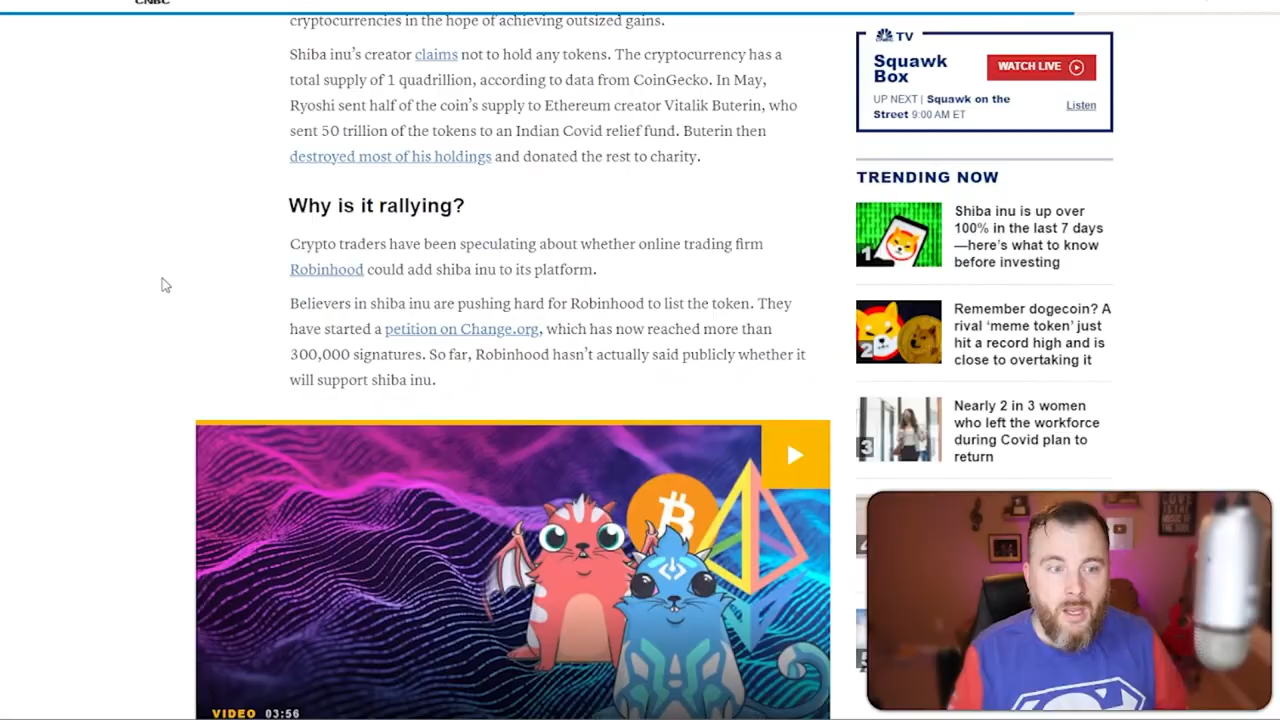 CNBC
cryptocurrencies in the hope of achieving outsized gains.
Shiba inu’s creator claims not to hold any tokens. The cryptocurrency has a
total supply of 1 quadrillion, according to data from CoinGecko. In May,
Ryoshi sent half of the coin’s supply to Ethereum creator Vitalik Buterin, who
sent 50 trillion of the tokens to an Indian Covid relief fund. Buterin then
destroyed most of his holdings and donated the rest to charity.
Why is it rallying?
Crypto traders have been speculating about whether online trading firm
Robinhood could add shiba inu to its platform.
Believers in shiba inu are pushing hard for Robinhood to list the token. They
have started a petition on Change.org, which has now reached more than
300,000 signatures. So far, Robinhood hasn’t actually said publicly whether it
will support shiba inu.
VIDEO 03:56
TV
Squawk
Box
WATCH LIVE
UP NEXT | Squawk on the
Street 9:00 AM ET
Listen
TRENDING NOW
1
Shiba inu is up over
100% in the last 7 days
—here’s what to know
before investing
2
Remember dogecoin? A
rival ‘meme token’ just
hit a record high and is
close to overtaking it
3
Nearly 2 in 3 women
who left the workforce
during Covid plan to
return